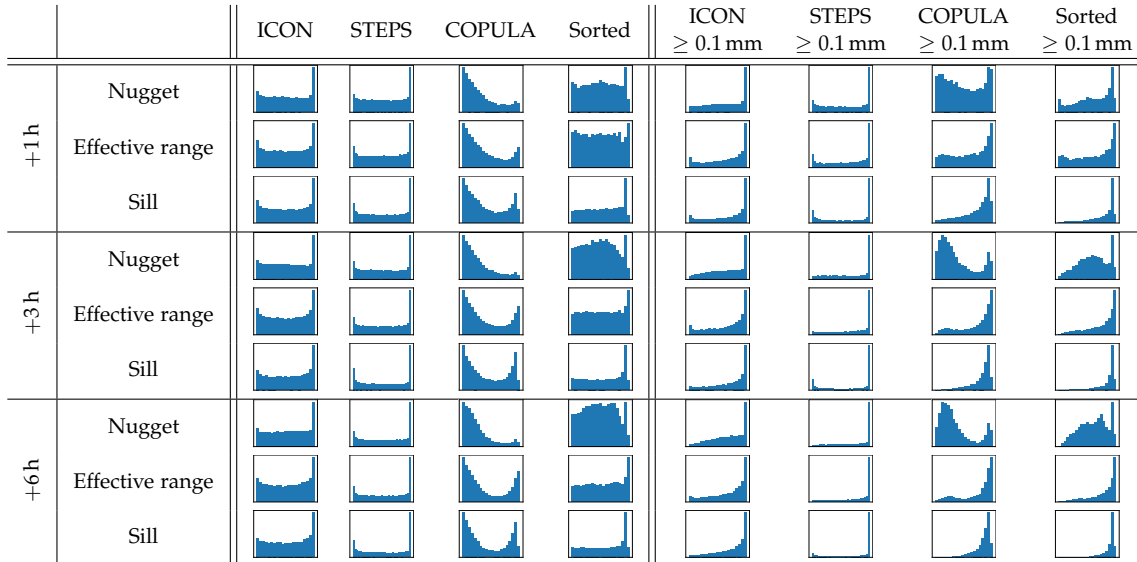 ICON STEPS COPULA Sorted ICON STEPS COPULA Sorted
≥ 0.1 mm ≥ 0.1 mm ≥ 0.1 mm ≥ 0.1 mm
+1 h
Nugget
Effective range
Sill
+3 h
Nugget
Effective range
Sill
+6 h
Nugget
Effective range
Sill